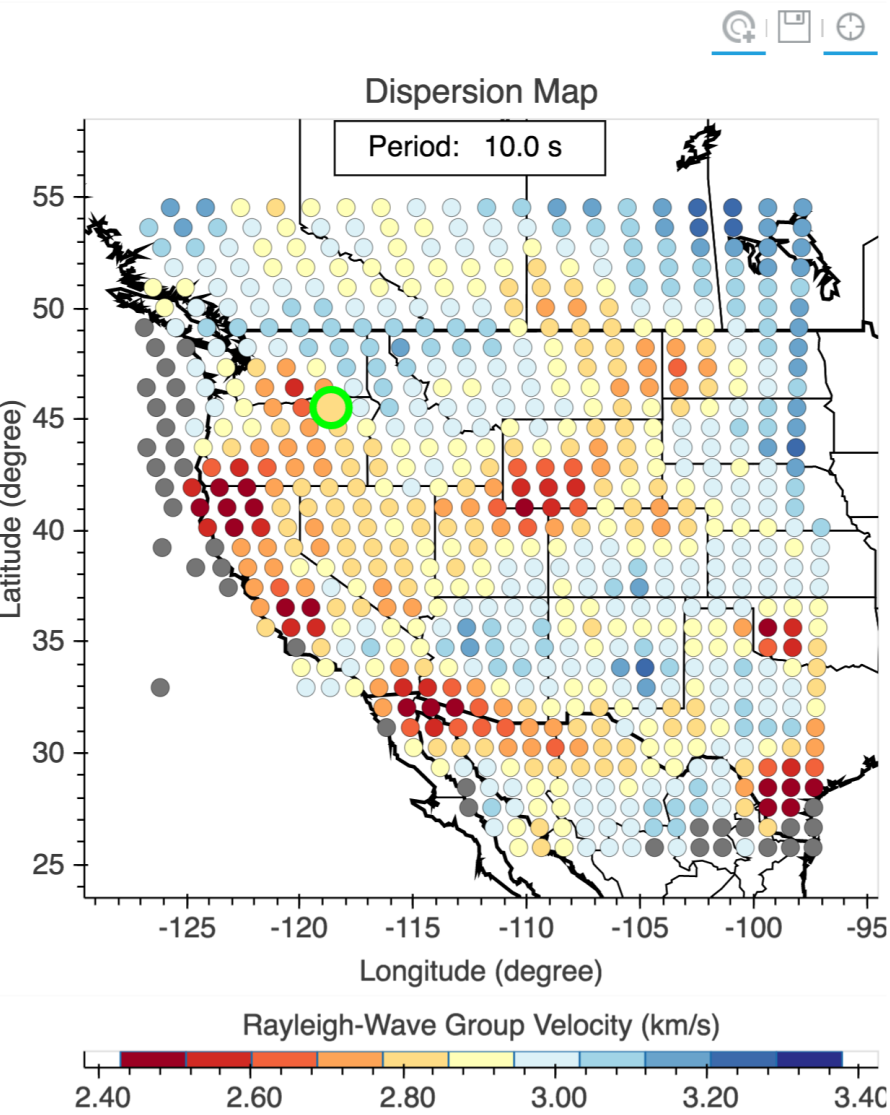 Dispersion Map
Period: 10.0 s
55
50
45
40
35
30
25
Latitude (degree)
-125 -120 -115 -110 -105 -100 -95
Longitude (degree)
Rayleigh-Wave Group Velocity (km/s)
2.40 2.60 2.80 3.00 3.20 3.40